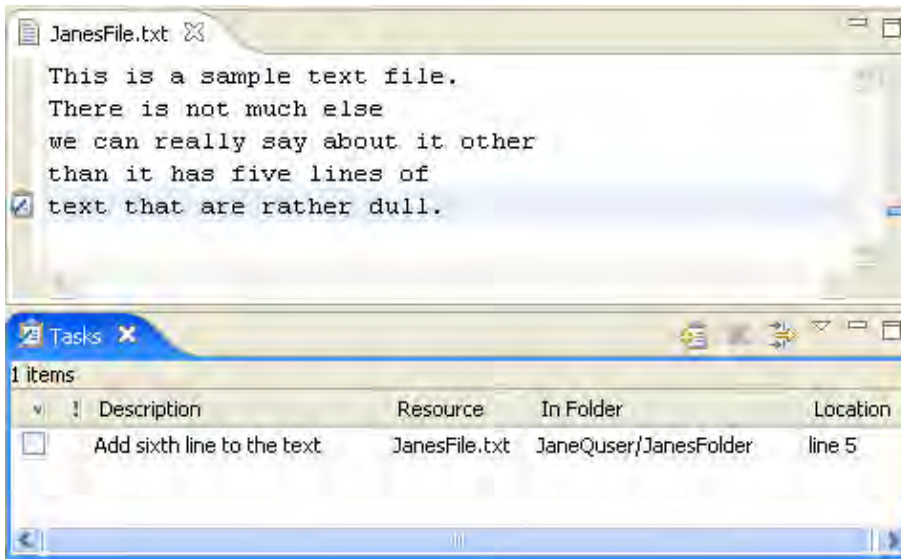 JanesFile.txt
This is a sample text file.
There is not much else
we can really say about it other
than it has five lines of
text that are rather dull.
Tasks
1 items
! Description Resource In Folder Location
Add sixth line to the text JanesFile.txt JaneQuser/JanesFolder line 5